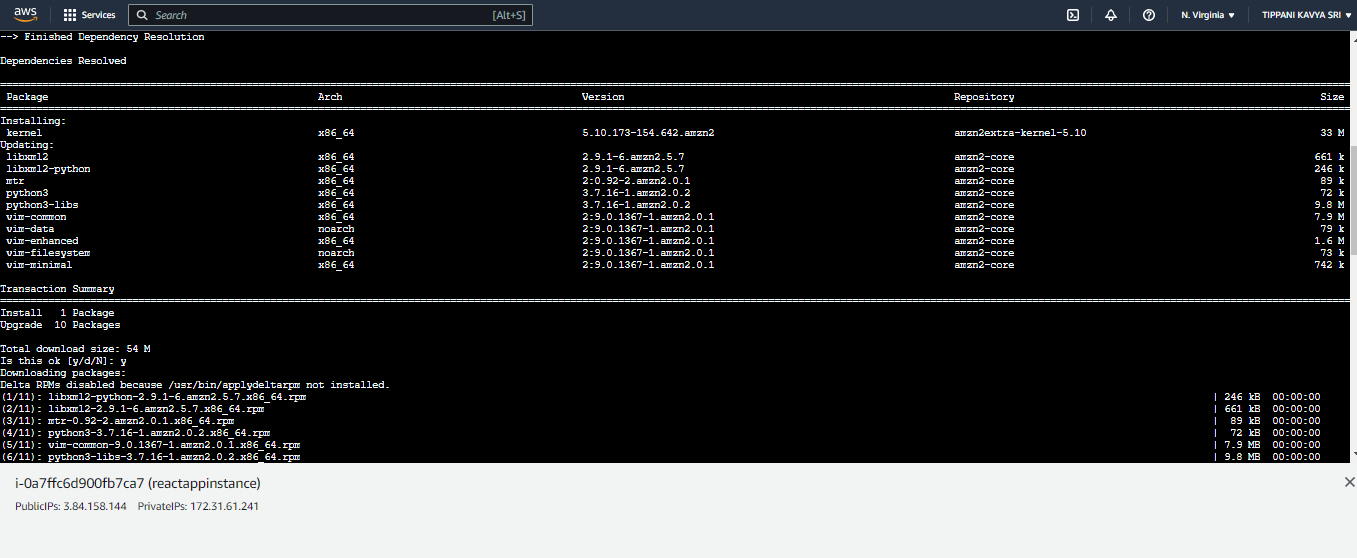 aws Services Search [Alt+S] N. Virginia TIPPANI KAVYA SRI
--> Finished Dependency Resolution
Dependencies Resolved
Package Arch Version Repository Size
Installing:
kernel x86_64 5.10.173-154.642.amzn2 amzn2extra-kernel-5.10 33 M
Updating:
libxml2 x86_64 2.9.1-6.amzn2.5.7 amzn2-core 661 k
libxml2-python x86_64 2.9.1-6.amzn2.5.7 amzn2-core 246 k
mtr x86_64 2:0.92-2.amzn2.0.1 amzn2-core 89 k
python3 x86_64 3.7.16-1.amzn2.0.2 amzn2-core 72 k
python3-libs x86_64 3.7.16-1.amzn2.0.2 amzn2-core 9.8 M
vim-common x86_64 2:9.0.1367-1.amzn2.0.1 amzn2-core 7.9 M
vim-data noarch 2:9.0.1367-1.amzn2.0.1 amzn2-core 79 k
vim-enhanced x86_64 2:9.0.1367-1.amzn2.0.1 amzn2-core 1.6 M
vim-filesystem noarch 2:9.0.1367-1.amzn2.0.1 amzn2-core 73 k
vim-minimal x86_64 2:9.0.1367-1.amzn2.0.1 amzn2-core 742 k
Transaction Summary
Install 1 Package
Upgrade 10 Packages
Total download size: 54 M
Is this ok [y/d/N]: y
Downloading packages:
Delta RPMs disabled because /usr/bin/applydeltarpm not installed.
(1/11): libxml2-python-2.9.1-6.amzn2.5.7.x86_64.rpm | 246 kB 00:00:00
(2/11): libxml2-2.9.1-6.amzn2.5.7.x86_64.rpm | 661 kB 00:00:00
(3/11): mtr-0.92-2.amzn2.0.1.x86_64.rpm | 89 kB 00:00:00
(4/11): python3-3.7.16-1.amzn2.0.2.x86_64.rpm | 72 kB 00:00:00
(5/11): vim-common-9.0.1367-1.amzn2.0.1.x86_64.rpm | 7.9 MB 00:00:00
(6/11): python3-libs-3.7.16-1.amzn2.0.2.x86_64.rpm | 9.8 MB 00:00:00
i-0a7ffc6d900fb7ca7 (reactappinstance)
PublicIPs: 3.84.158.144 PrivateIPs: 172.31.61.241